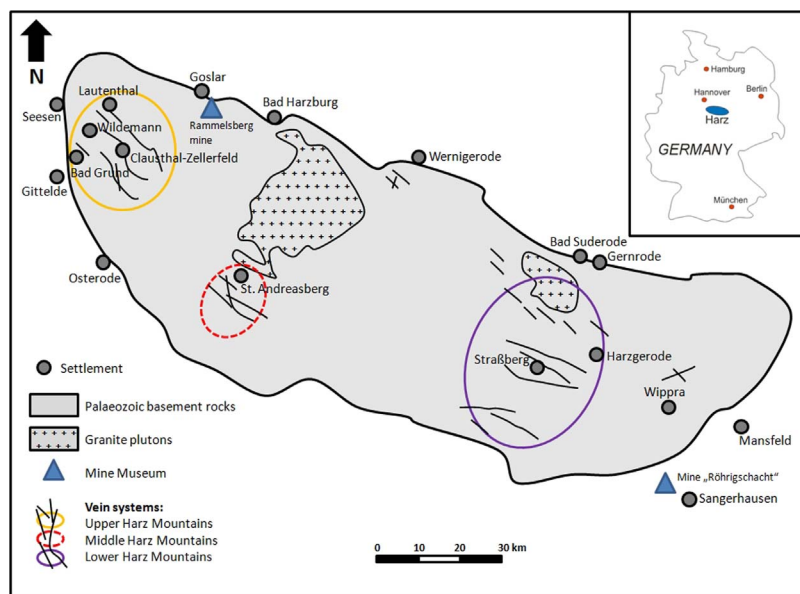 N
Lautenthal
Goslar
Seesen
Bad Harzburg
Rammelsberg
mine
Wildemann
Clausthal-Zellerfeld
Bad Grund
Wernigerode
Gittelde
Osterode
St. Andreasberg
Bad Suderode
Gernrode
Straßberg
Harzgerode
Wippra
Mansfeld
Mine „Röhrigschacht“
Sangerhausen
Hamburg
Hannover
Berlin
Harz
GERMANY
München
Settlement
Palaeozoic basement rocks
Granite plutons
Mine Museum
Vein systems:
Upper Harz Mountains
Middle Harz Mountains
Lower Harz Mountains
0 10 20 30 km